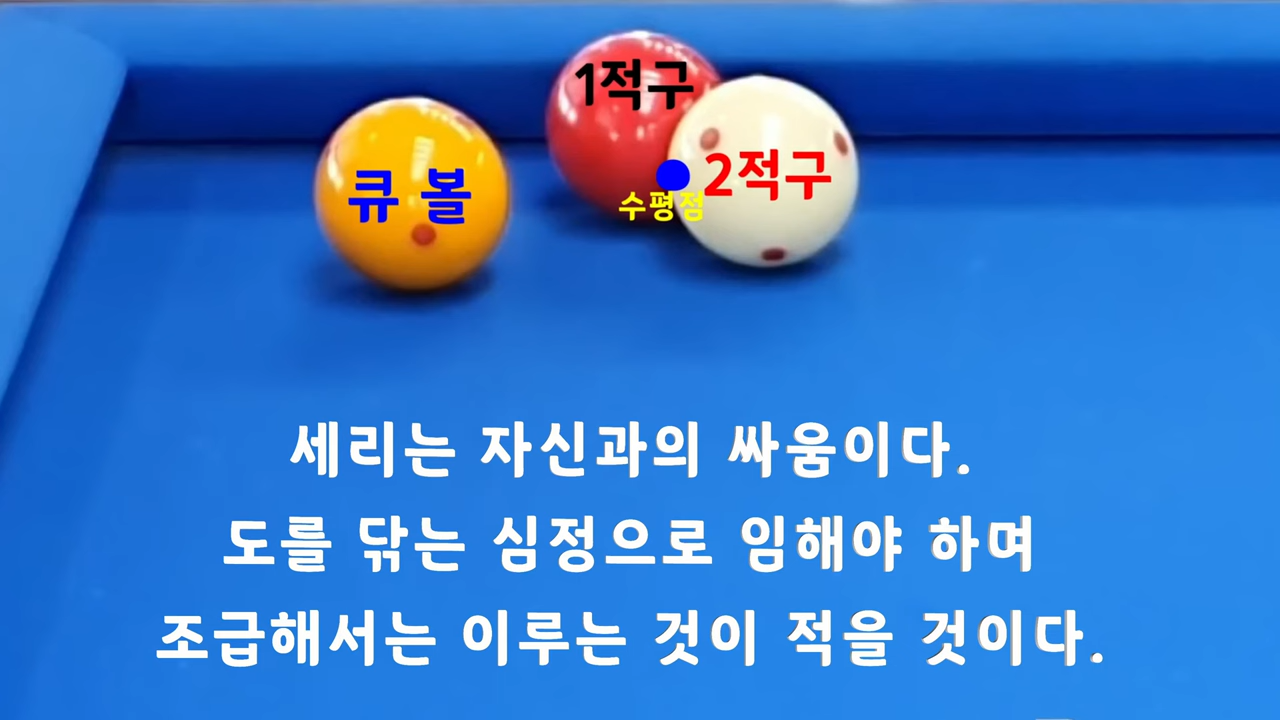 1적구
큐 볼
2적구
수평점
세리는 자신과의 싸움이다.
도를 닦는 심정으로 임해야 하며
조급해서는 이루는 것이 적을 것이다.